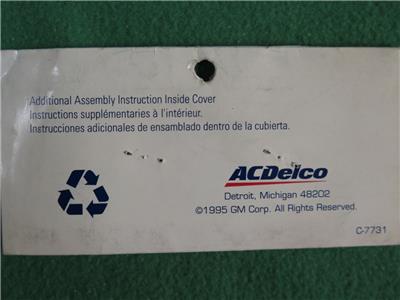 Additional Assembly Instruction Inside Cover
Instructions supplémentaries à l'intérieur.
Instrucciones adicionales de ensamblado dentro de la cubierta.
ACDelco
Detroit, Michigan 48202
©1995 GM Corp. All Rights Reserved.
C-7731